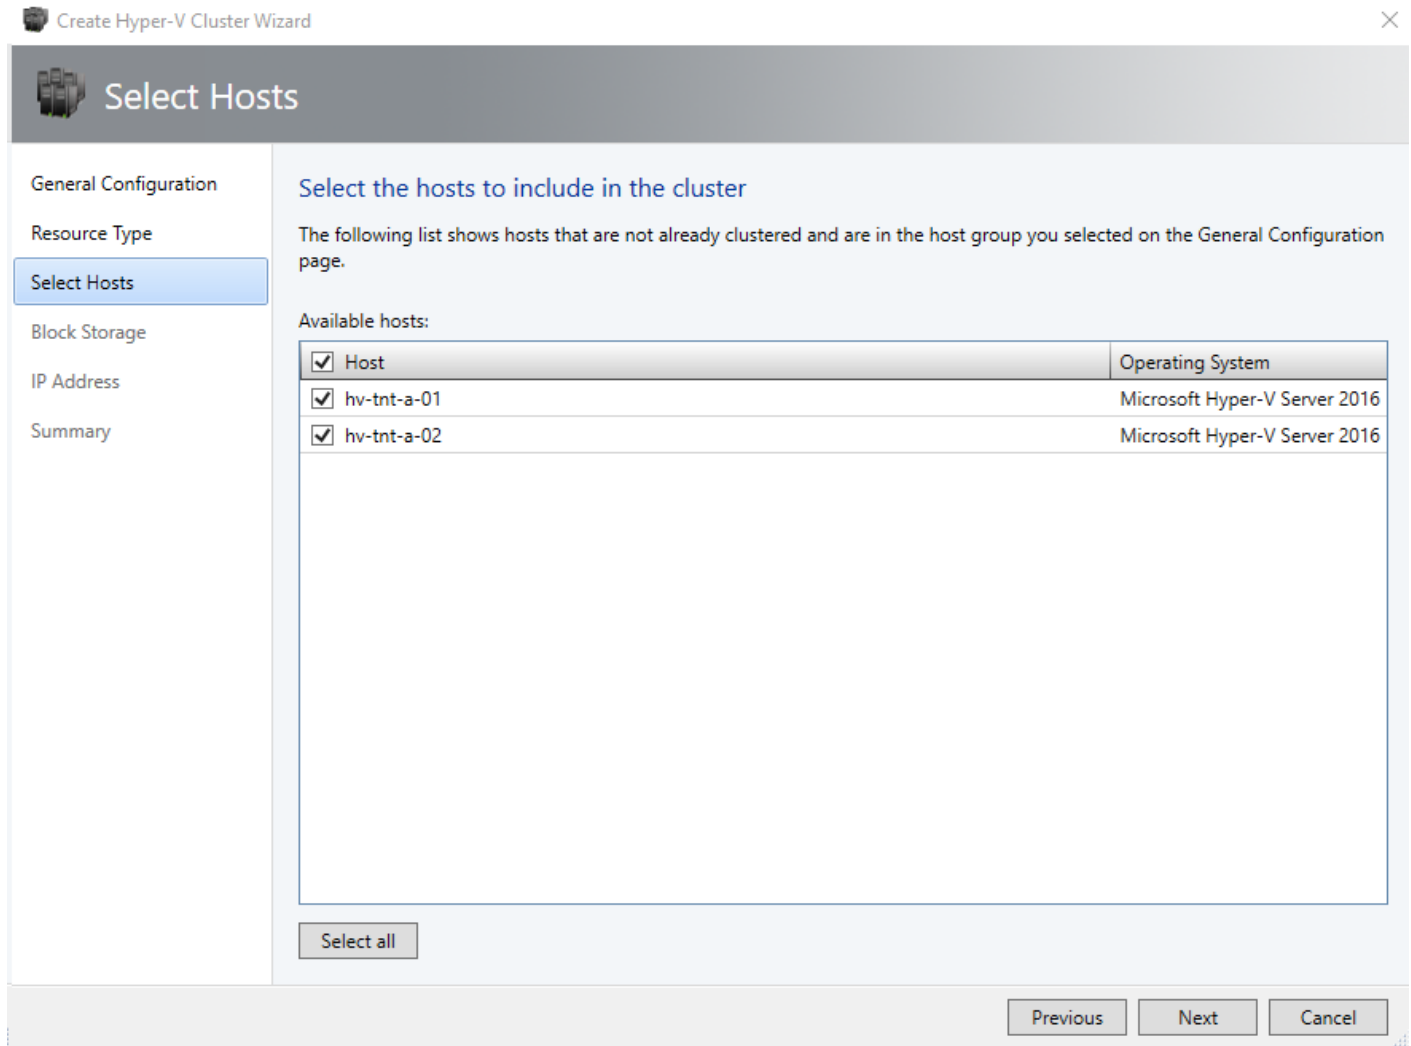 Create Hyper-V Cluster Wizard
Select Hosts
General Configuration
Resource Type
Select Hosts
Block Storage
IP Address
Summary
Select the hosts to include in the cluster
The following list shows hosts that are not already clustered and are in the host group you selected on the General Configuration
page.
Available hosts:
Host Operating System
hv-tnt-a-01 Microsoft Hyper-V Server 2016
hv-tnt-a-02 Microsoft Hyper-V Server 2016
Select all
Previous Next Cancel